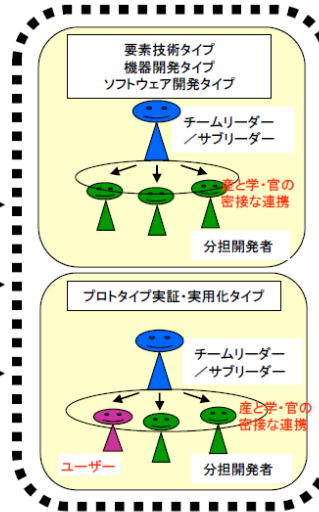 要素技術タイプ
機器開発タイプ
ソフトウェア開発タイプ
チームリーダー
／サブリーダー
産と学・官の
密接な連携
分担開発者
プロトタイプ実証・実用化タイプ
チームリーダー
／サブリーダー
産と学・官の
密接な連携
ユーザー
分担開発者